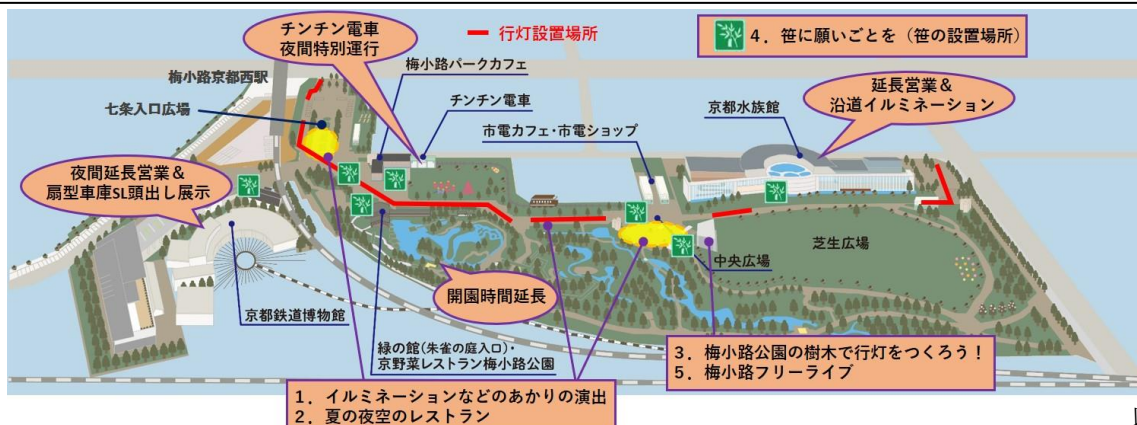 チンチン電車
夜間特別運行
行灯設置場所
4．笹に願いごとを（笹の設置場所）
梅小路京都西駅
七条入口広場
梅小路パークカフェ
チンチン電車
市電カフェ・市電ショップ
京都水族館
延長営業＆
沿道イルミネーション
夜間延長営業＆
扇型車庫SL頭出し展示
京都鉄道博物館
開園時間延長
緑の館(朱雀の庭入口)・
京野菜レストラン梅小路公園
中央広場
芝生広場
1．イルミネーションなどのあかりの演出
2．夏の夜空のレストラン
3．梅小路公園の樹木で行灯をつくろう！
5．梅小路フリーライブ